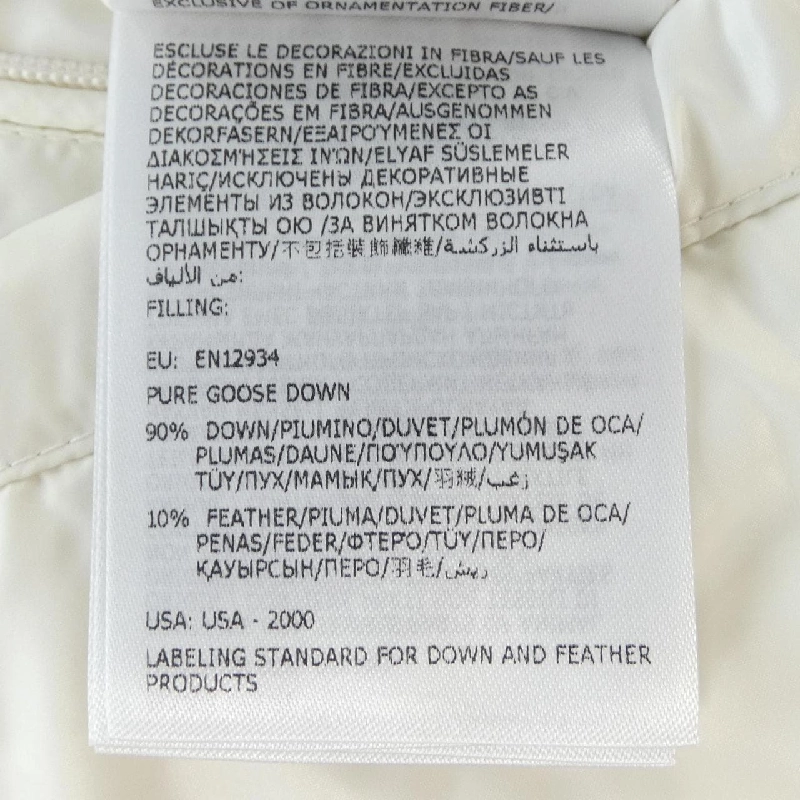 EXCLUSIVE OF ORNAMENTATION FIBER/
ESCLUSE LE DECORAZIONI IN FIBRA/SAUF LES
DÉCORATIONS EN FIBRE/EXCLUIDAS
DECORACIONES DE FIBRA/EXCEPTO AS
DECORAÇÕES EM FIBRA/AUSGENOMMEN
DEKORFASERN/ΕΞΑΙΡΟΎΜΕΝΕΣ ΟΙ
ΔΙΑΚΟΣΜΉΣΕΙΣ ΙΝΏΝ/ELYAF SÜSLEMELER
HARİÇ/ИСКЛЮЧЕНЫ ДЕКОРАТИВНЫЕ
ЭЛЕМЕНТЫ ИЗ ВОЛОКОН/ЭКСКЛЮЗИВТІ
ТАЛШЫҚТЫ ОЮ /ЗА ВИНЯТКОМ ВОЛОКНА
ОРНАМЕНТУ/不包括裝飾纖維/باستثناء الزركشة
من الألياف:
FILLING:
EU: EN12934
PURE GOOSE DOWN
90% DOWN/PIUMINO/DUVET/PLUMÓN DE OCA/
PLUMAS/DAUNE/ΠΟΎΠΟΥΛΟ/YUMUŞAK
TÜY/ПУХ/МАМЫҚ/ПУХ/羽絨/زغب
10% FEATHER/PIUMA/DUVET/PLUMA DE OCA/
PENAS/FEDER/ΦΤΕΡΌ/TÜY/ПЕРО/
ҚАУЫРСЫН/ПЕРО/羽毛/ريش
USA: USA - 2000
LABELING STANDARD FOR DOWN AND FEATHER
PRODUCTS